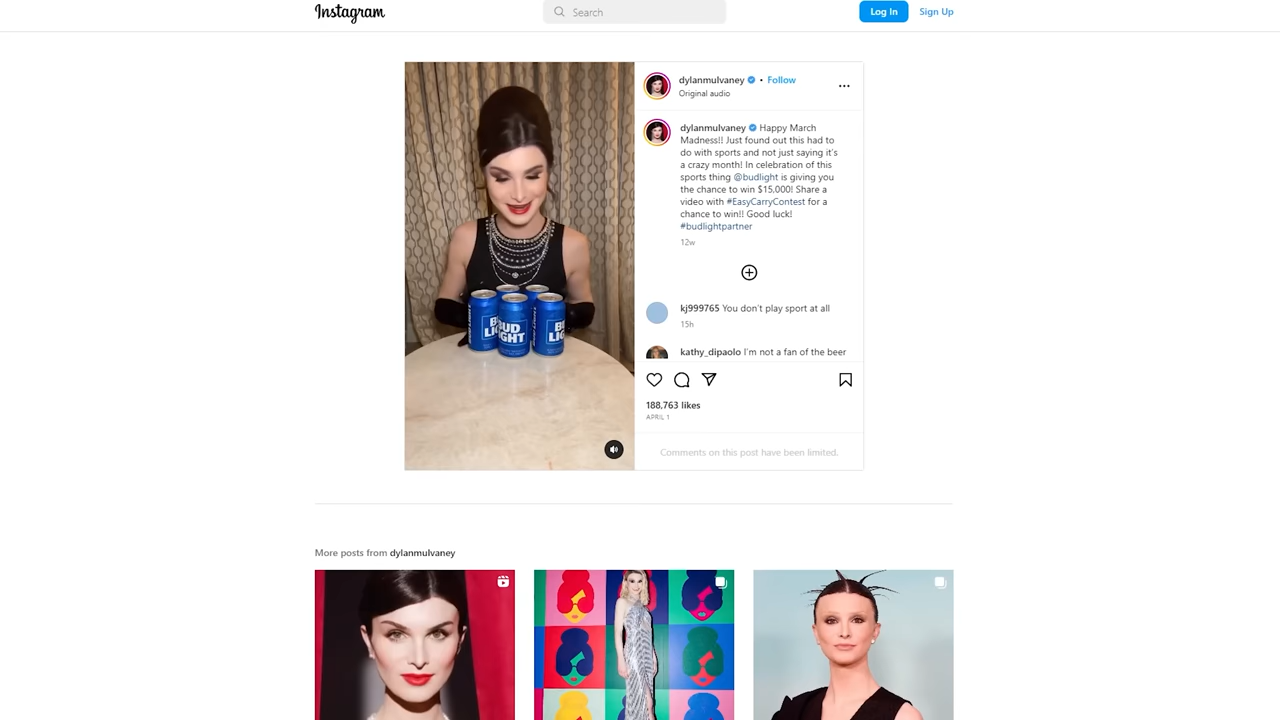 Instagram
Search
Log In
Sign Up
dylanmulvaney • Follow
Original audio
dylanmulvaney Happy March
Madness!! Just found out this had to
do with sports and not just saying it's
a crazy month! In celebration of this
sports thing @budlight is giving you
the chance to win $15,000! Share a
video with #EasyCarryContest for a
chance to win!! Good luck!
#budlightpartner
12w
kj999765 You don't play sport at all
15h
kathy_dipaolo I'm not a fan of the beer
BUD
LIGHT
188,763 likes
APRIL 1
Comments on this post have been limited.
More posts from dylanmulvaney